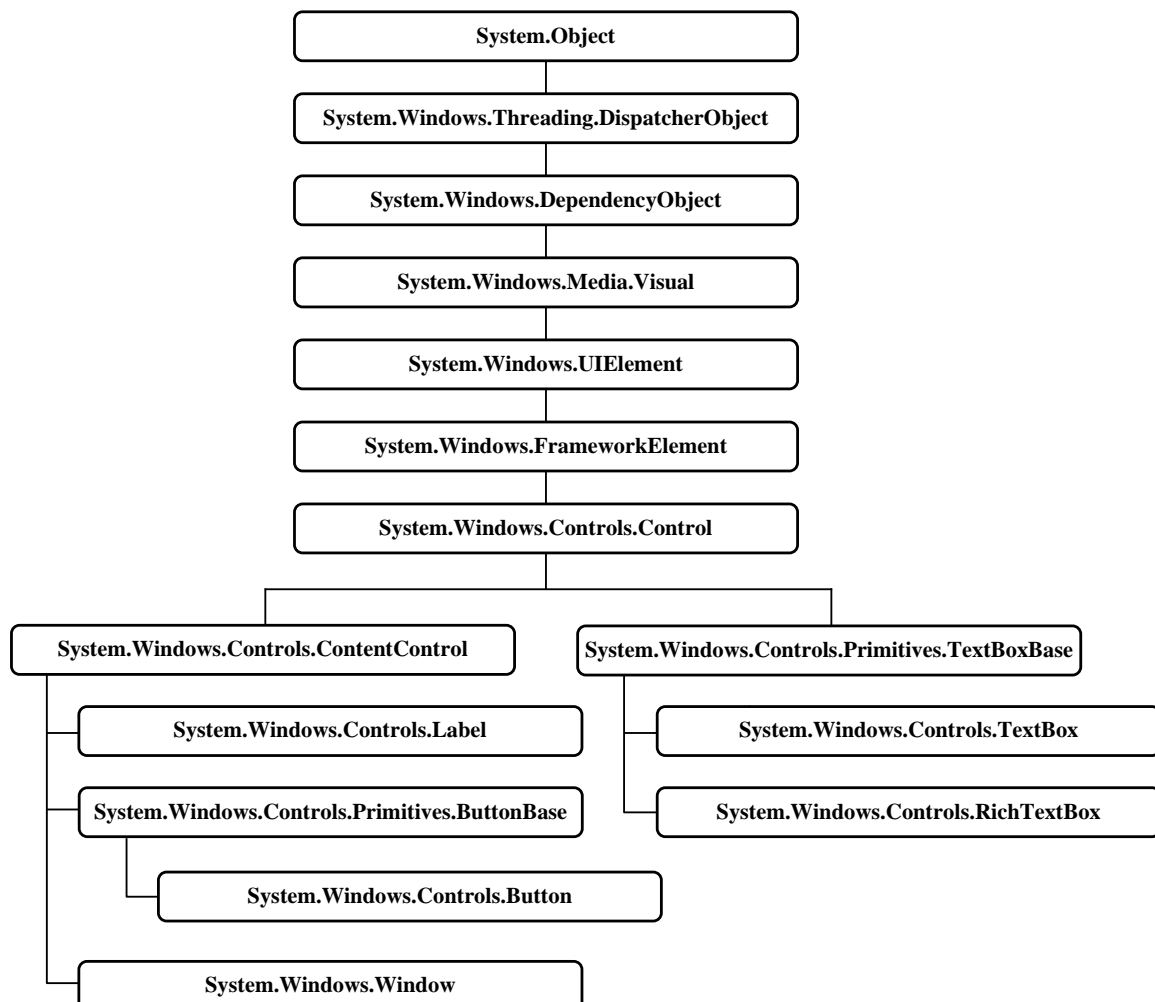 System.Object
System.Windows.Threading.DispatcherObject
System.Windows.DependencyObject
System.Windows.Media.Visual
System.Windows.UIElement
System.Windows.FrameworkElement
System.Windows.Controls.Control
System.Windows.Controls.ContentControl
System.Windows.Controls.Primitives.TextBoxBase
System.Windows.Controls.Label
System.Windows.Controls.TextBox
System.Windows.Controls.Primitives.ButtonBase
System.Windows.Controls.RichTextBox
System.Windows.Controls.Button
System.Windows.Window